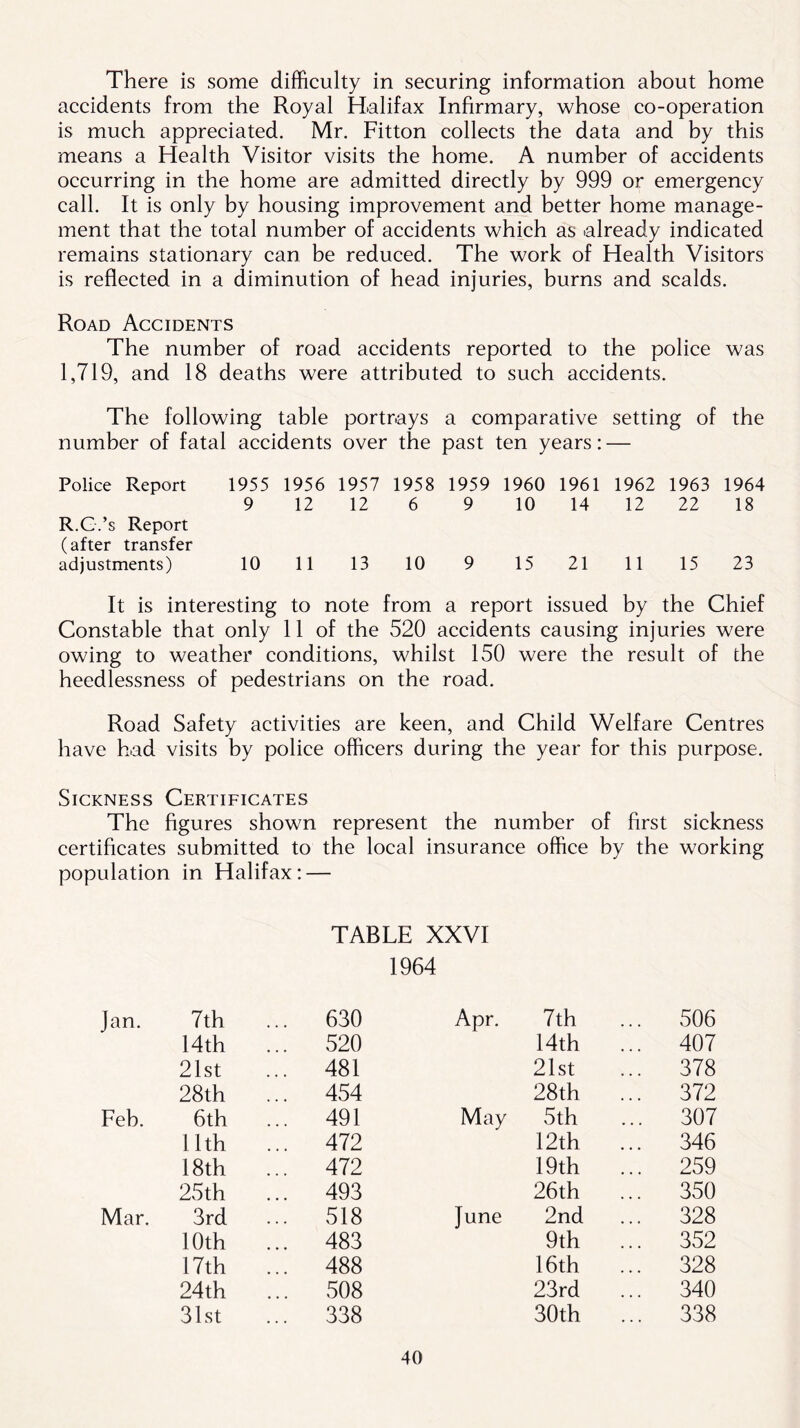 There is some difficulty in securing information about home
accidents from the Royal Halifax Infirmary, whose co-operation
is much appreciated. Mr. Fitton collects the data and by this
means a Health Visitor visits the home. A number of accidents
occurring in the home are admitted directly by 999 or emergency
call. It is only by housing improvement and better home manage-
ment that the total number of accidents which as already indicated
remains stationary can be reduced. The work of Health Visitors
is reflected in a diminution of head injuries, burns and scalds.
Road Accidents
The number of road accidents reported to the police was
1,719, and 18 deaths were attributed to such accidents.
The following table portrays a comparative setting of the
number of fatal accidents over the past ten years: —
Police Report 1955 1956 1957 1958 1959 1960 1961 1962 1963 1964
9 12 12 6 9 10 14 12 22 18
R.G.'s Report
(after transfer
adjustments) 10 11 13 10 9 15 21 11 15 23
It is interesting to note from a report issued by the Chief
Constable that only 11 of the 520 accidents causing injuries were
owing to weather conditions, whilst 150 were the result of the
heedlessness of pedestrians on the road.
Road Safety activities are keen, and Child Welfare Centres
have had visits by police officers during the year for this purpose.
Sickness Certificates
The figures shown represent the number of first sickness
certificates submitted to the local insurance office by the working
population in Halifax: —
TABLE XXVI
1964
Jan. 7th ... 630 Apr. 7th ... 506
14th ... 520 14th ... 407
21st ... 481 21st ... 378
28th ... 454 28th ... 372
Feb. 6th ... 491 May 5th ... 307
11th ... 472 12th ... 346
18th ... 472 19th ... 259
25th ... 493 26th ... 350
Mar. 3rd ... 518 June 2nd ... 328
10th ... 483 9th ... 352
17th ... 488 16th ... 328
24th ... 508 23rd ... 340
31st ... 338 30th ... 338
40